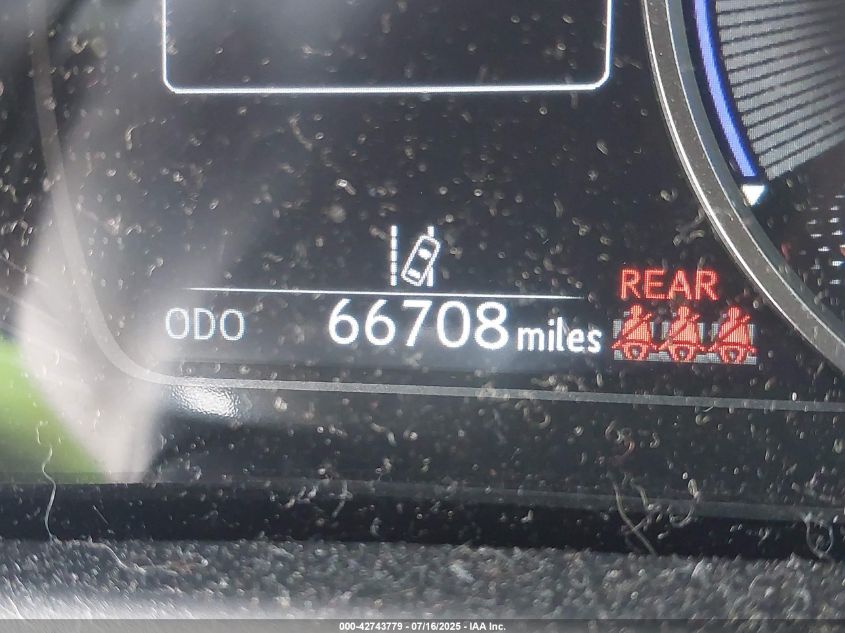 REAR
ODO 66708 miles
000-42743779 - 07/16/2025 - IAA Inc.